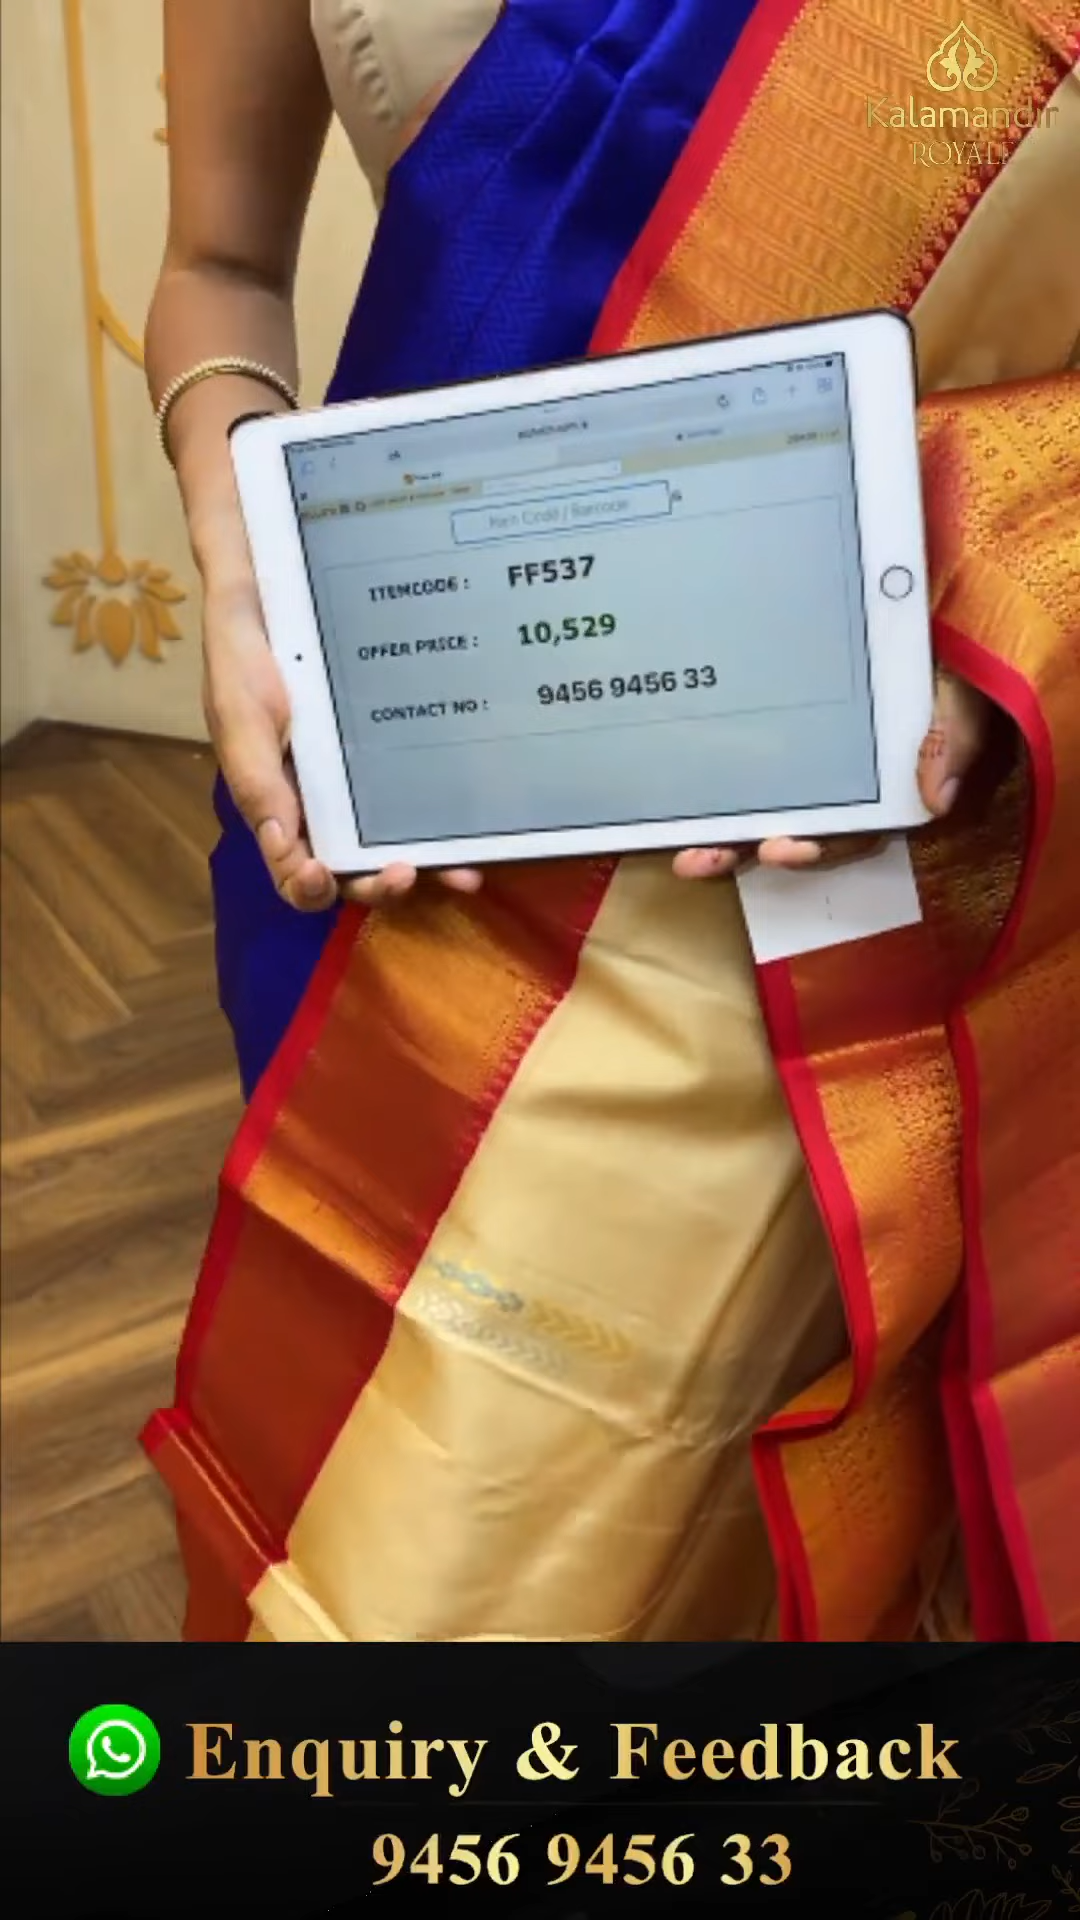 Kalamandir
ROYALE
Item Code / Barcode
ITEMCODE : FF537
OFFER PRICE : 10,529
CONTACT NO : 9456 9456 33
Enquiry & Feedback
9456 9456 33